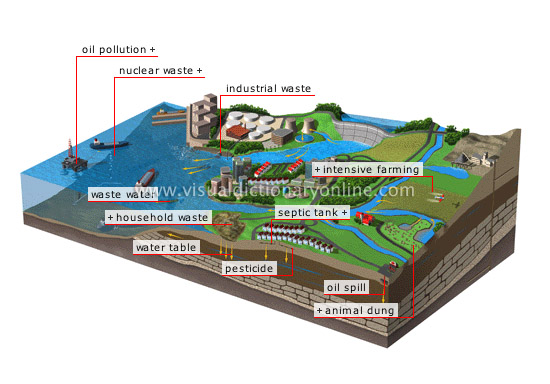 oil pollution +
nuclear waste +
industrial waste
+ intensive farming
www.visualdictionaryonline.com
waste water
+ household waste
septic tank +
water table
pesticide
oil spill
+ animal dung